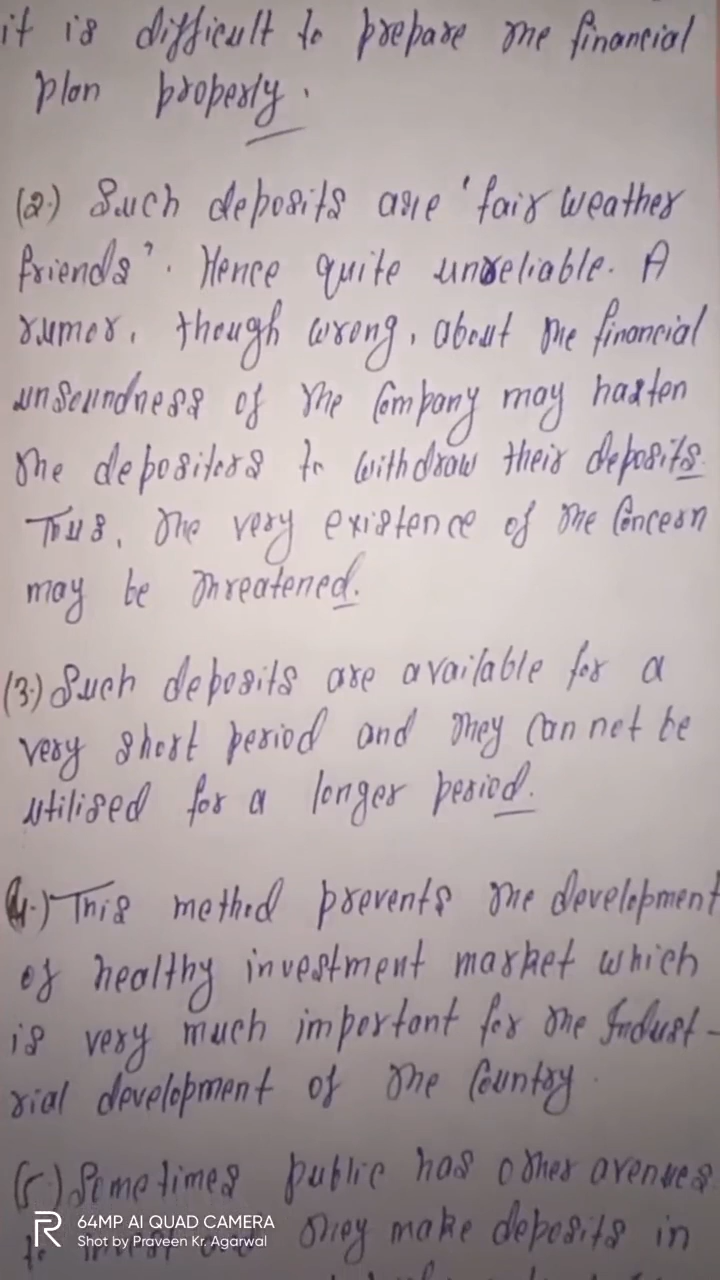 it is difficult to prepare the financial
plan properly.
(2.) Such deposits are 'fair weather
friends'. Hence quite unreliable. A
rumor, though wrong, about the financial
unsoundness of the Company may hasten
the depositors to withdraw their deposits.
Thus, the very existence of the Concern
may be threatened.
(3.) Such deposits are available for a
very short period and they can not be
utilised for a longer period.
(4.) This method prevents the development
of healthy investment market which
is very much important for the Indust-
rial development of the Country.
(5.) Sometimes public has other avenues
to invest they make deposits in
64MP AI QUAD CAMERA
Shot by Praveen Kr. Agarwal